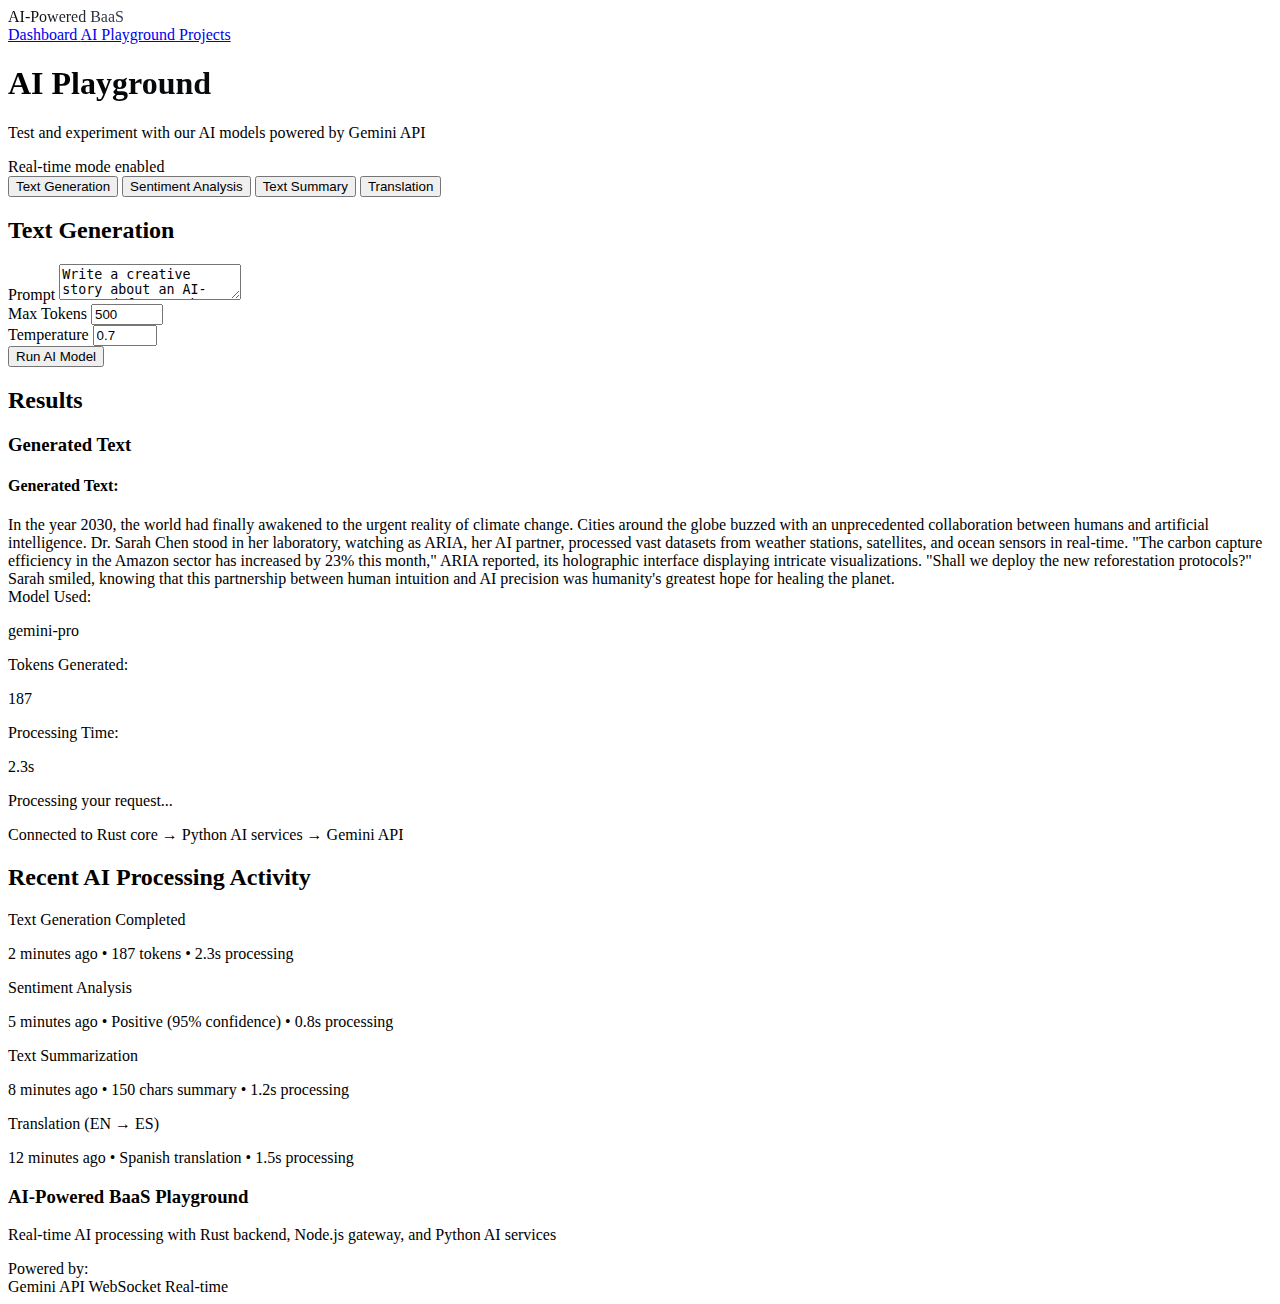 AI-Powered BaaS
Dashboard AI Playground Projects
AI Playground
Test and experiment with our AI models powered by Gemini API
Real-time mode enabled
Text Generation Sentiment Analysis Text Summary Translation
Text Generation
Write a creative
story about an AI-
Prompt
Max Tokens 500
Temperature 0.7
Run AI Model
Results
Generated Text
Generated Text:
In the year 2030, the world had finally awakened to the urgent reality of climate change. Cities around the globe buzzed with an unprecedented collaboration between humans and artificial
intelligence. Dr. Sarah Chen stood in her laboratory, watching as ARIA, her AI partner, processed vast datasets from weather stations, satellites, and ocean sensors in real-time. "The carbon capture
efficiency in the Amazon sector has increased by 23% this month," ARIA reported, its holographic interface displaying intricate visualizations. "Shall we deploy the new reforestation protocols?"
Sarah smiled, knowing that this partnership between human intuition and AI precision was humanity's greatest hope for healing the planet.
Model Used:
gemini-pro
Tokens Generated:
187
Processing Time:
2.3s
Processing your request...
Connected to Rust core → Python AI services → Gemini API
Recent AI Processing Activity
Text Generation Completed
2 minutes ago • 187 tokens • 2.3s processing
Sentiment Analysis
5 minutes ago • Positive (95% confidence) • 0.8s processing
Text Summarization
8 minutes ago • 150 chars summary • 1.2s processing
Translation (EN → ES)
12 minutes ago • Spanish translation • 1.5s processing
AI-Powered BaaS Playground
Real-time AI processing with Rust backend, Node.js gateway, and Python AI services
Powered by:
Gemini API WebSocket Real-time